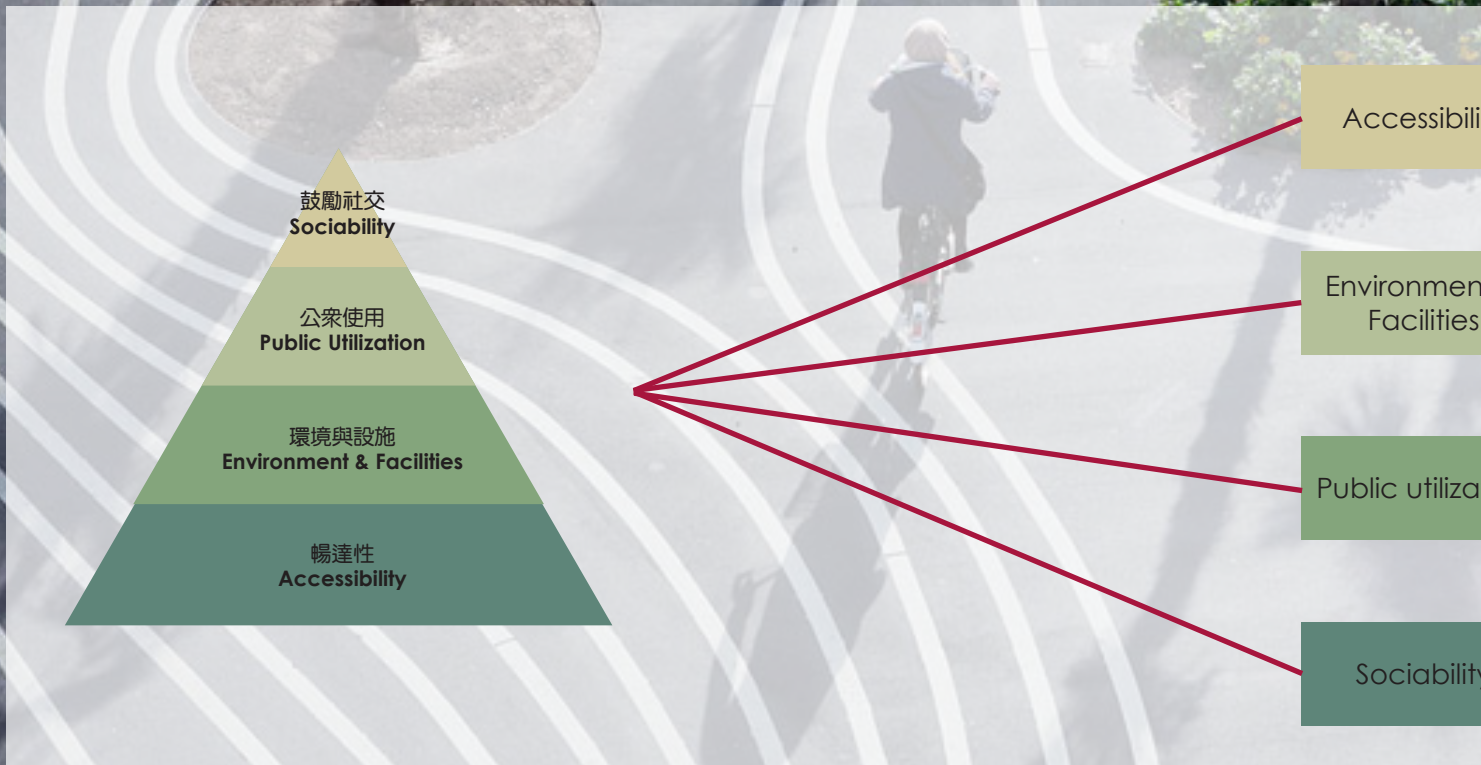 鼓勵社交
Sociability
公衆使用
Public Utilization
環境與設施
Environment & Facilities
暢達性
Accessibility
Accessibili
Environmen
Facilities
Public utiliza
Sociability